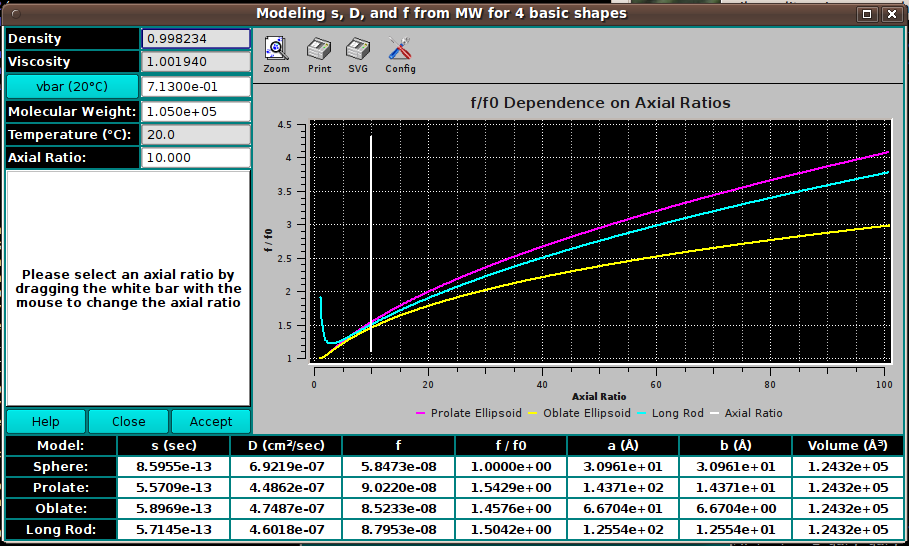 Modeling s, D, and f from MW for 4 basic shapes
Density 0.998234
Viscosity 1.001940
vbar (20°C) 7.1300e-01
Molecular Weight: 1.050e+05
Temperature (°C): 20.0
Axial Ratio: 10.000
Please select an axial ratio by
dragging the white bar with the
mouse to change the axial ratio
Help Close Accept
Zoom Print SVG Config
f/f0 Dependence on Axial Ratios
4.5
4
3.5
3
2.5
2
1.5
1
f / f0
0 20 40 60 80 100
Axial Ratio
Prolate Ellipsoid Oblate Ellipsoid Long Rod Axial Ratio
Model: s (sec) D (cm²/sec) f f / f0 a (Å) b (Å) Volume (Å³)
Sphere: 8.5955e-13 6.9219e-07 5.8473e-08 1.0000e+00 3.0961e+01 3.0961e+01 1.2432e+05
Prolate: 5.5709e-13 4.4862e-07 9.0220e-08 1.5429e+00 1.4371e+02 1.4371e+01 1.2432e+05
Oblate: 5.8969e-13 4.7487e-07 8.5233e-08 1.4576e+00 6.6704e+01 6.6704e+00 1.2432e+05
Long Rod: 5.7145e-13 4.6018e-07 8.7953e-08 1.5042e+00 1.2554e+02 1.2554e+01 1.2432e+05